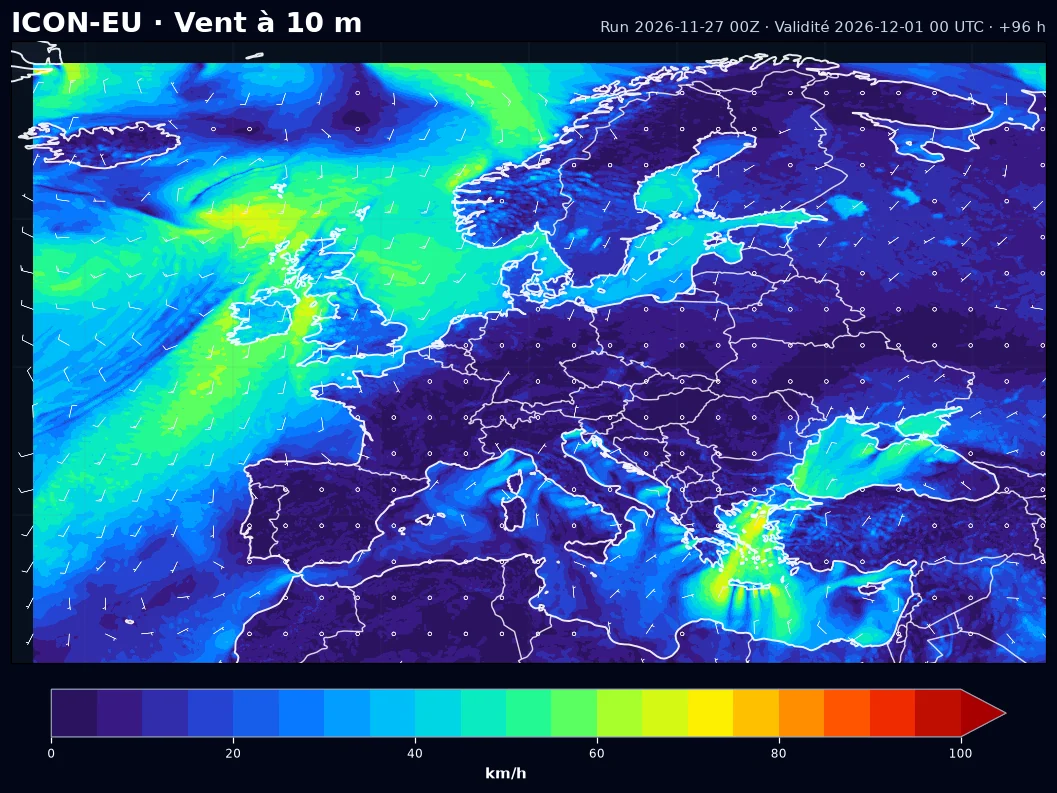 ICON-EU · Vent à 10 m
Run 2026-11-27 00Z · Validité 2026-12-01 00 UTC · +96 h
0 20 40 60 80 100
km/h